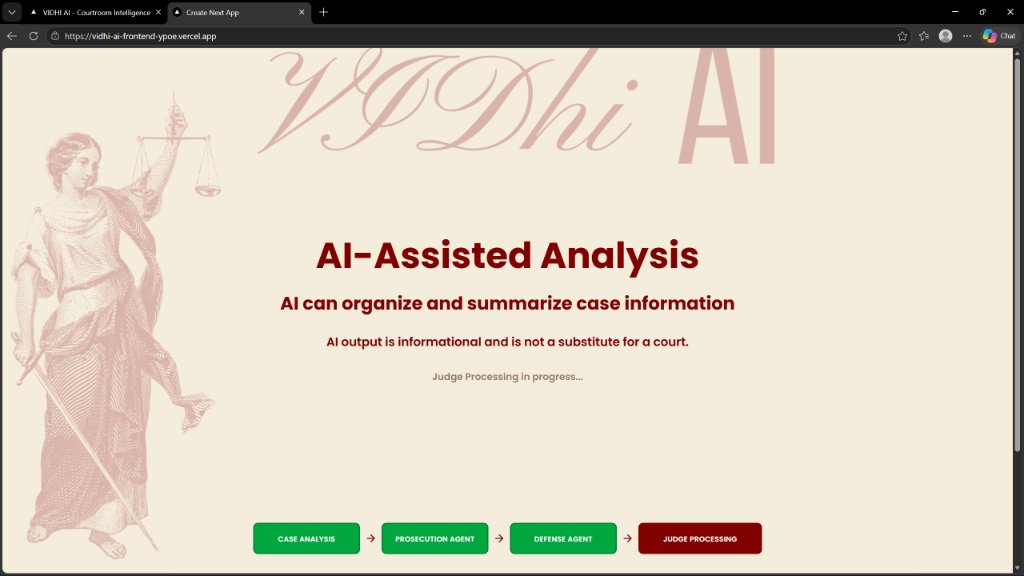 VIDHI AI - Courtroom Intelligence
Create Next App
https://vidhi-ai-frontend-ypoe.vercel.app
Chat
VIDhi AI
AI-Assisted Analysis
AI can organize and summarize case information
AI output is informational and is not a substitute for a court.
Judge Processing in progress...
CASE ANALYSIS → PROSECUTION AGENT → DEFENSE AGENT → JUDGE PROCESSING